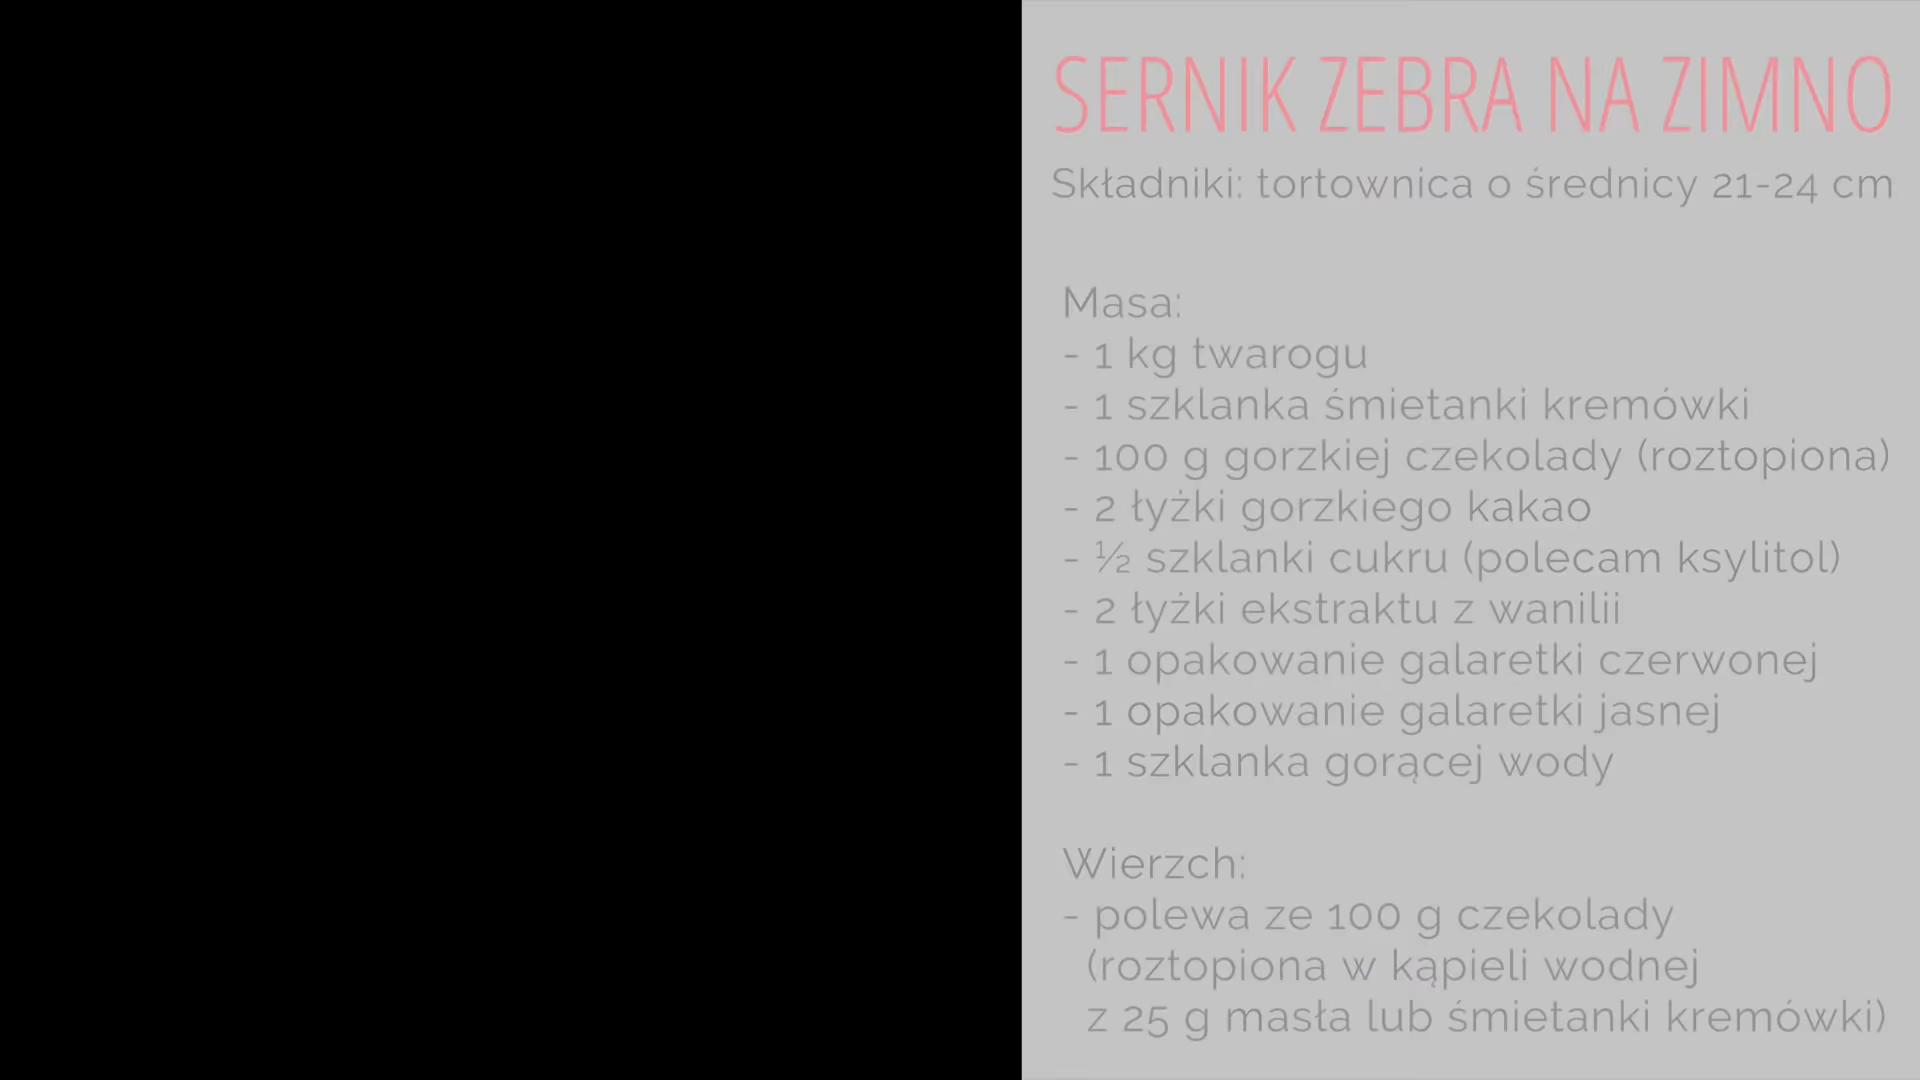 SERNIK ZEBRA NA ZIMNO
Składniki: tortownica o średnicy 21-24 cm
Masa:
- 1 kg twarogu
- 1 szklanka śmietanki kremówki
- 100 g gorzkiej czekolady (roztopiona)
- 2 łyżki gorzkiego kakao
- ½ szklanki cukru (polecam ksylitol)
- 2 łyżki ekstraktu z wanilii
- 1 opakowanie galaretki czerwonej
- 1 opakowanie galaretki jasnej
- 1 szklanka gorącej wody
Wierzch:
- polewa ze 100 g czekolady
(roztopiona w kąpieli wodnej
z 25 g masła lub śmietanki kremówki)